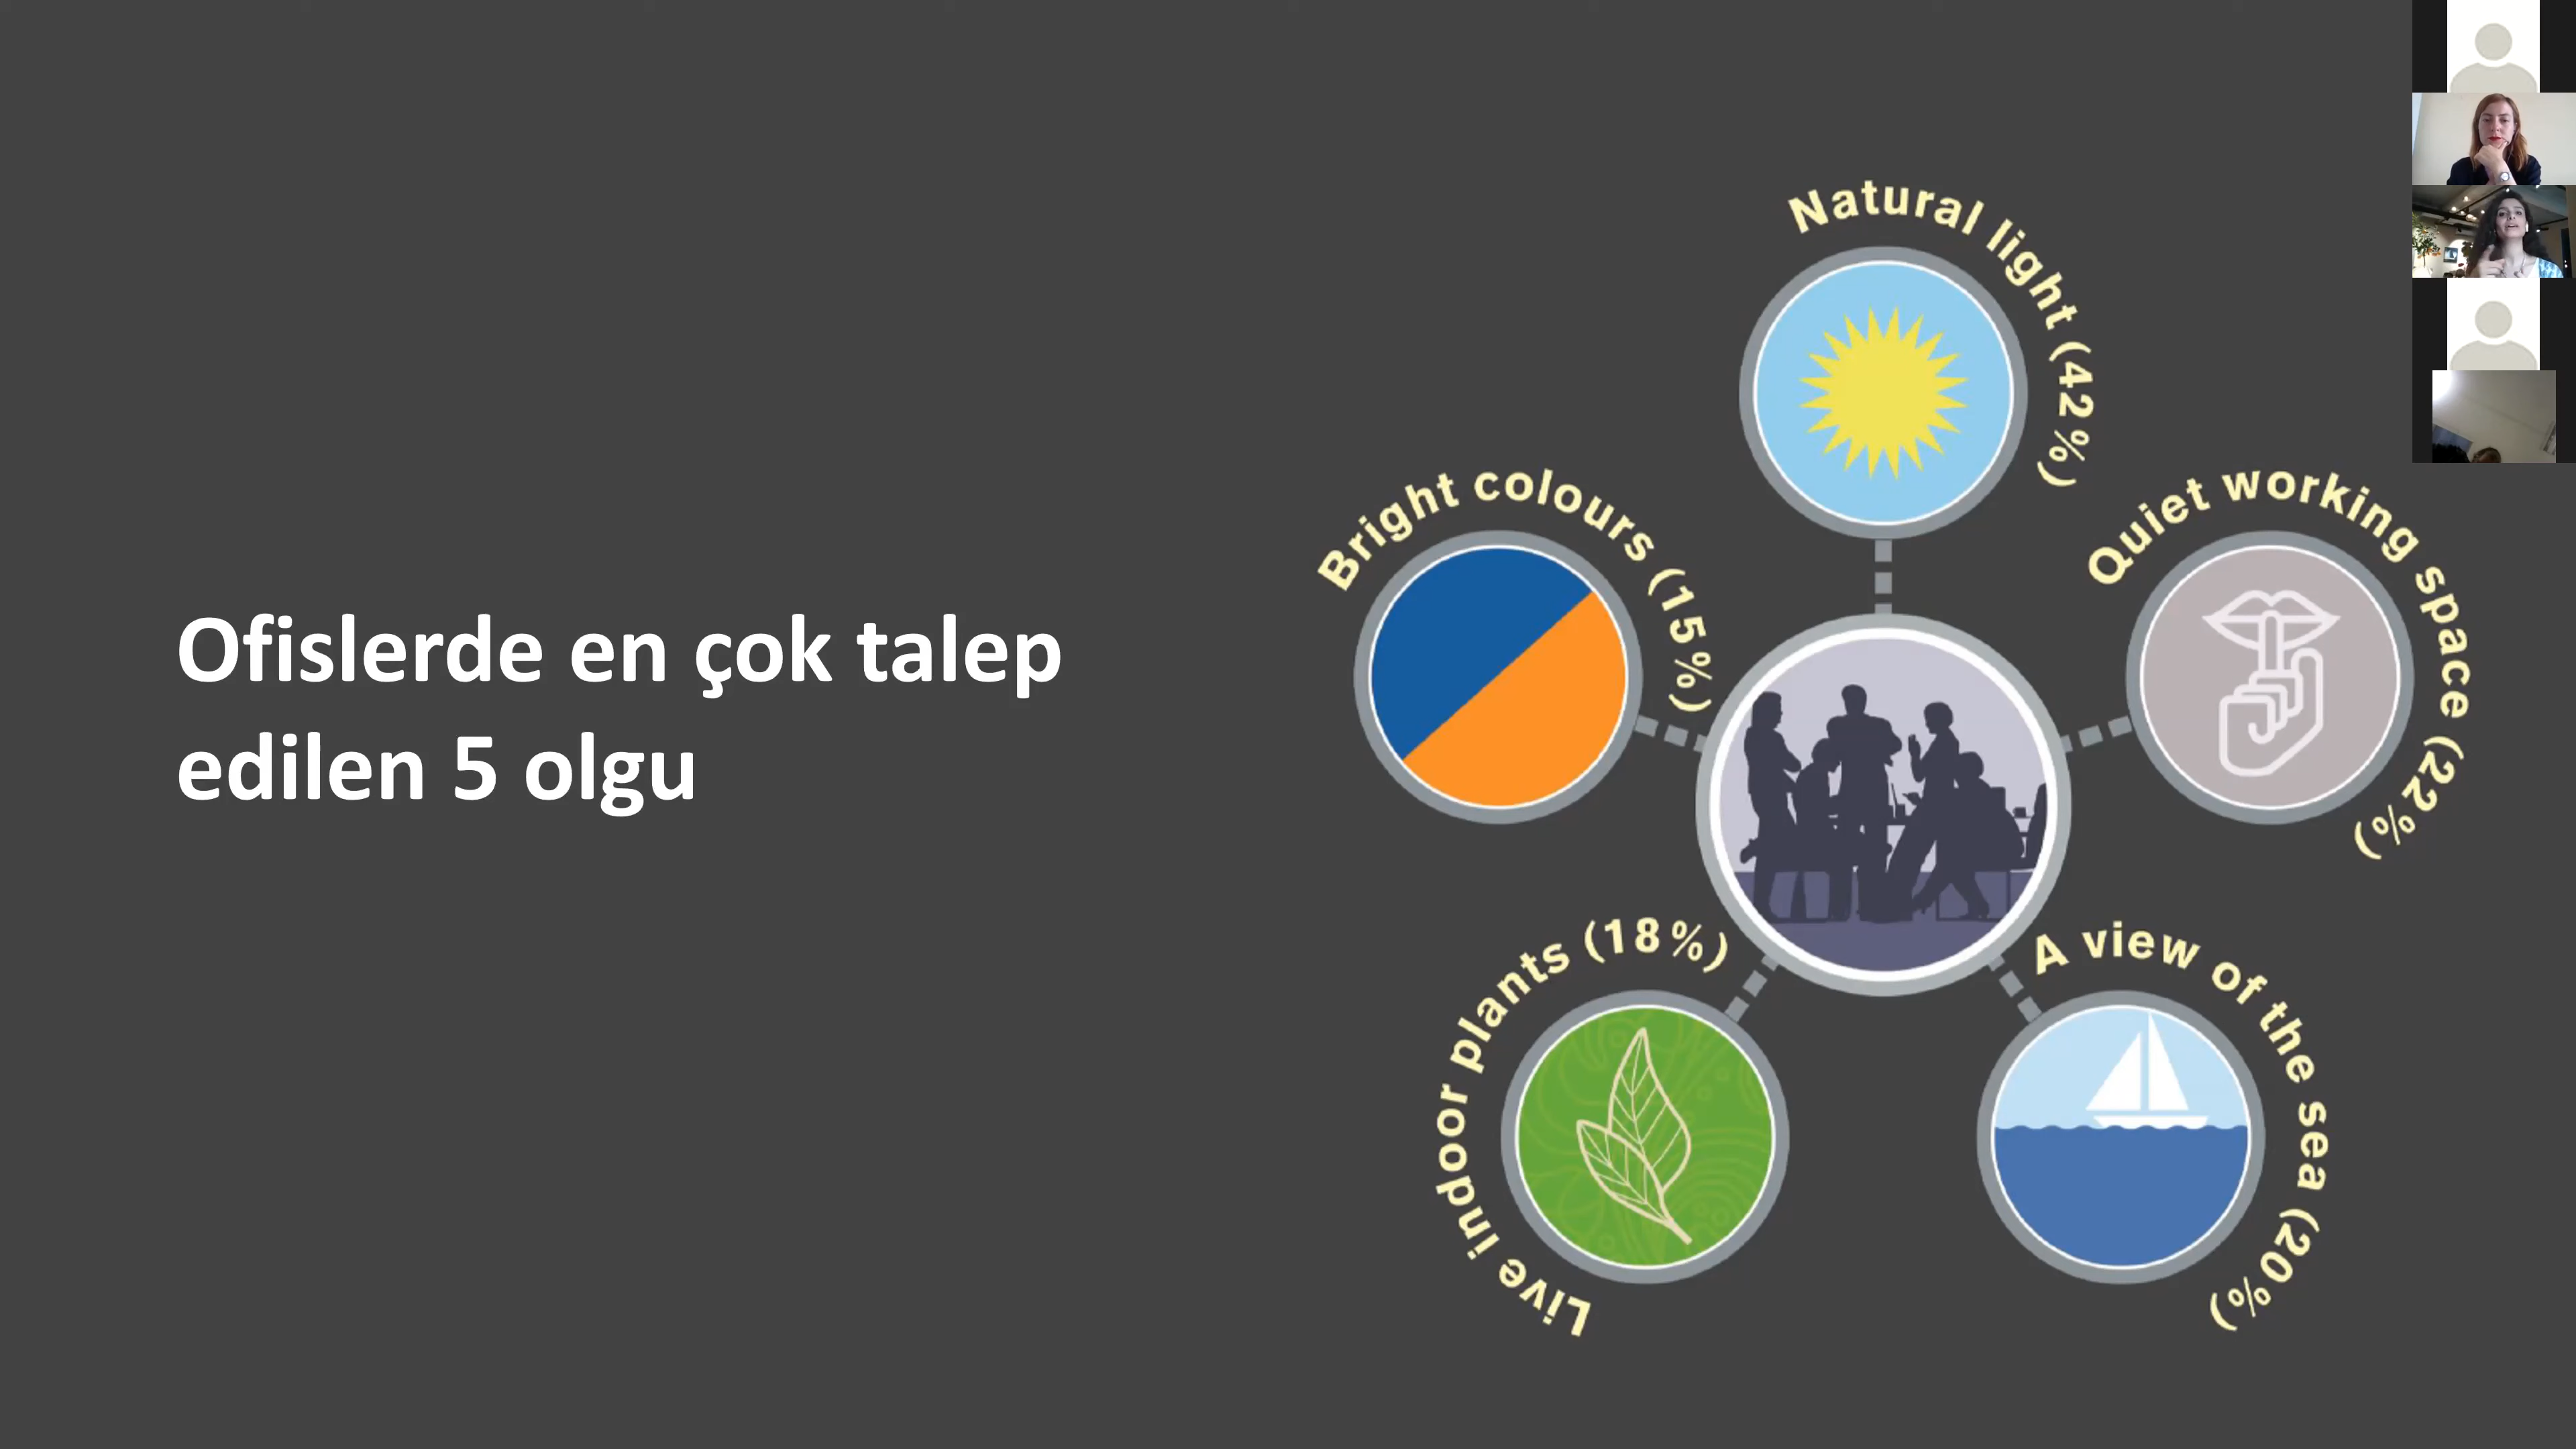 Ofislerde en çok talep
edilen 5 olgu
Natural light (42%)
Quiet working space (22%)
A view of the sea (20%)
Live indoor plants (18%)
Bright colours (15%)